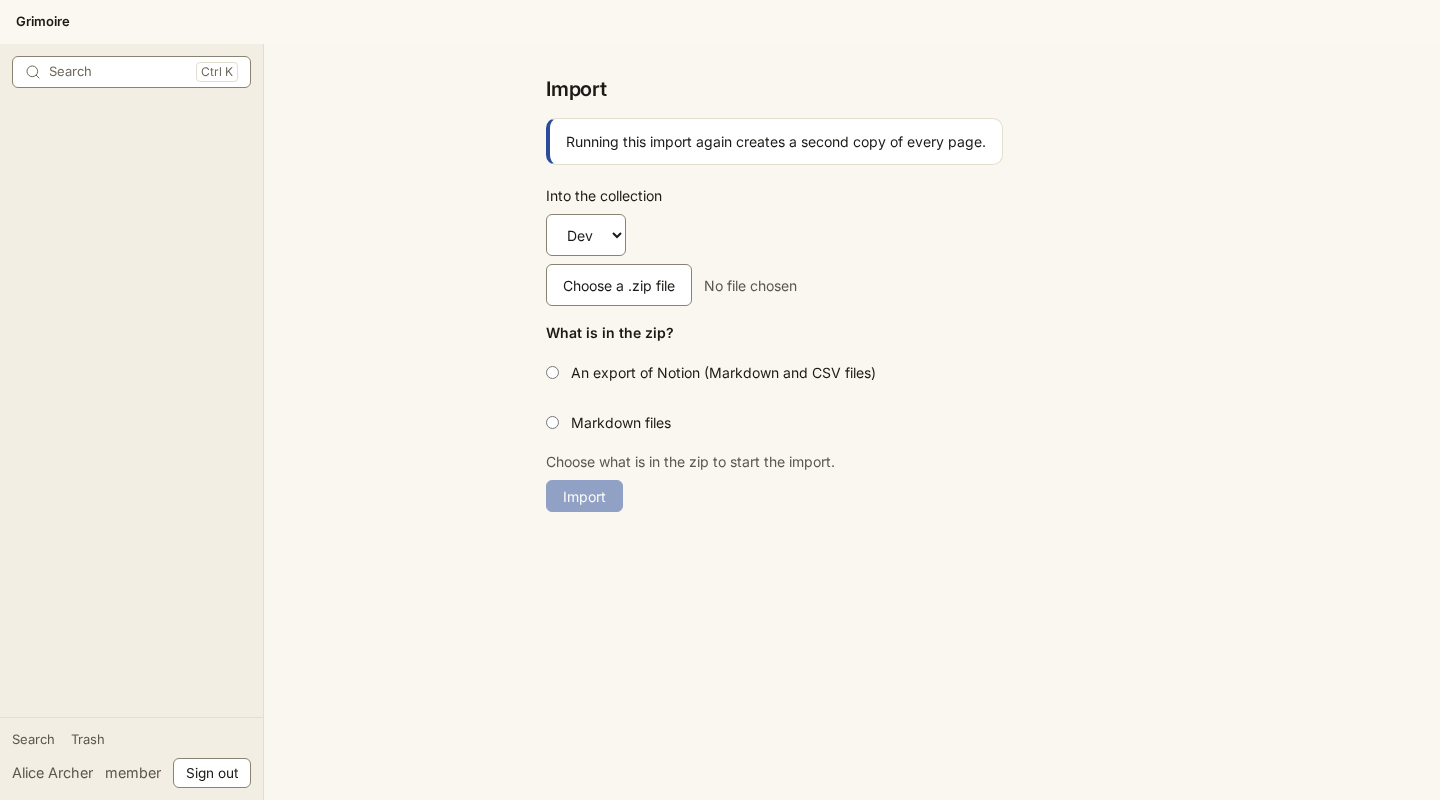 Grimoire
Search Ctrl K
Import
Running this import again creates a second copy of every page.
Into the collection
Dev
Choose a .zip file No file chosen
What is in the zip?
An export of Notion (Markdown and CSV files)
Markdown files
Choose what is in the zip to start the import.
Import
Search Trash
Alice Archer member Sign out